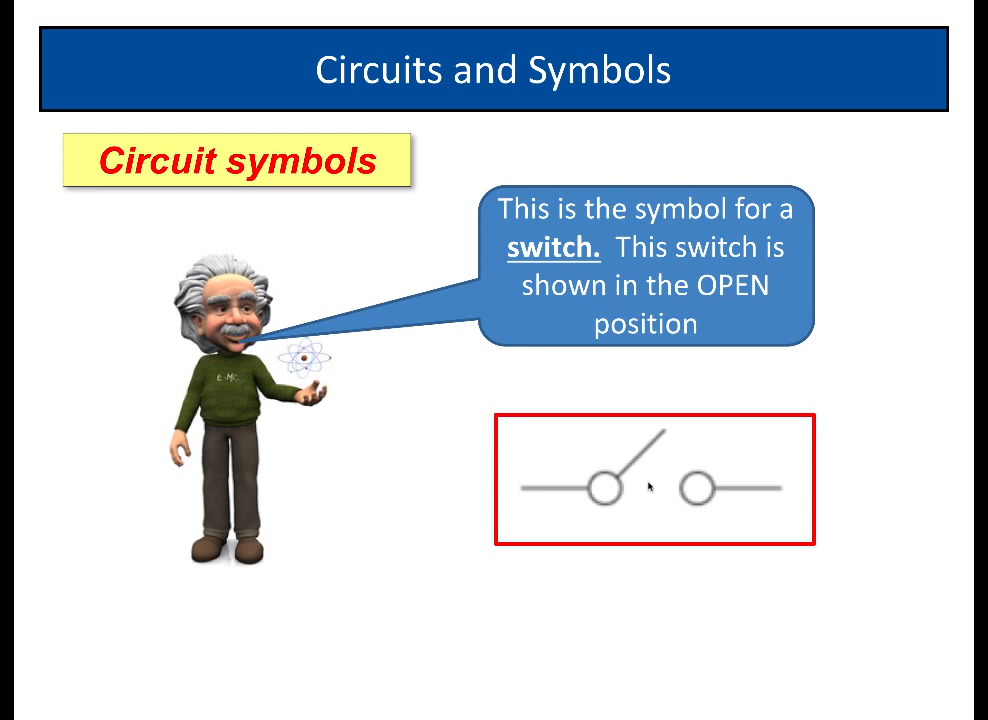 Circuits and Symbols
Circuit symbols
This is the symbol for a
switch. This switch is
shown in the OPEN
position